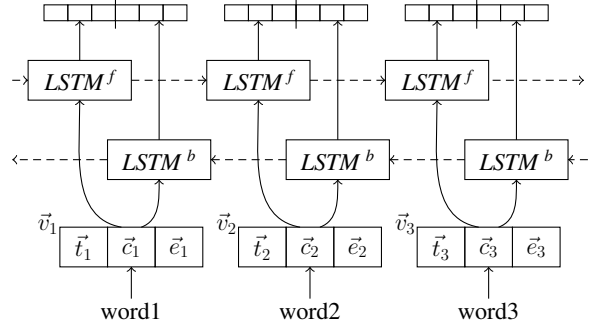 LSTM^f LSTM^f LSTM^f
LSTM^b LSTM^b LSTM^b
v⃗₁ v⃗₂ v⃗₃
t⃗₁ c⃗₁ e⃗₁ t⃗₂ c⃗₂ e⃗₂ t⃗₃ c⃗₃ e⃗₃
word1 word2 word3